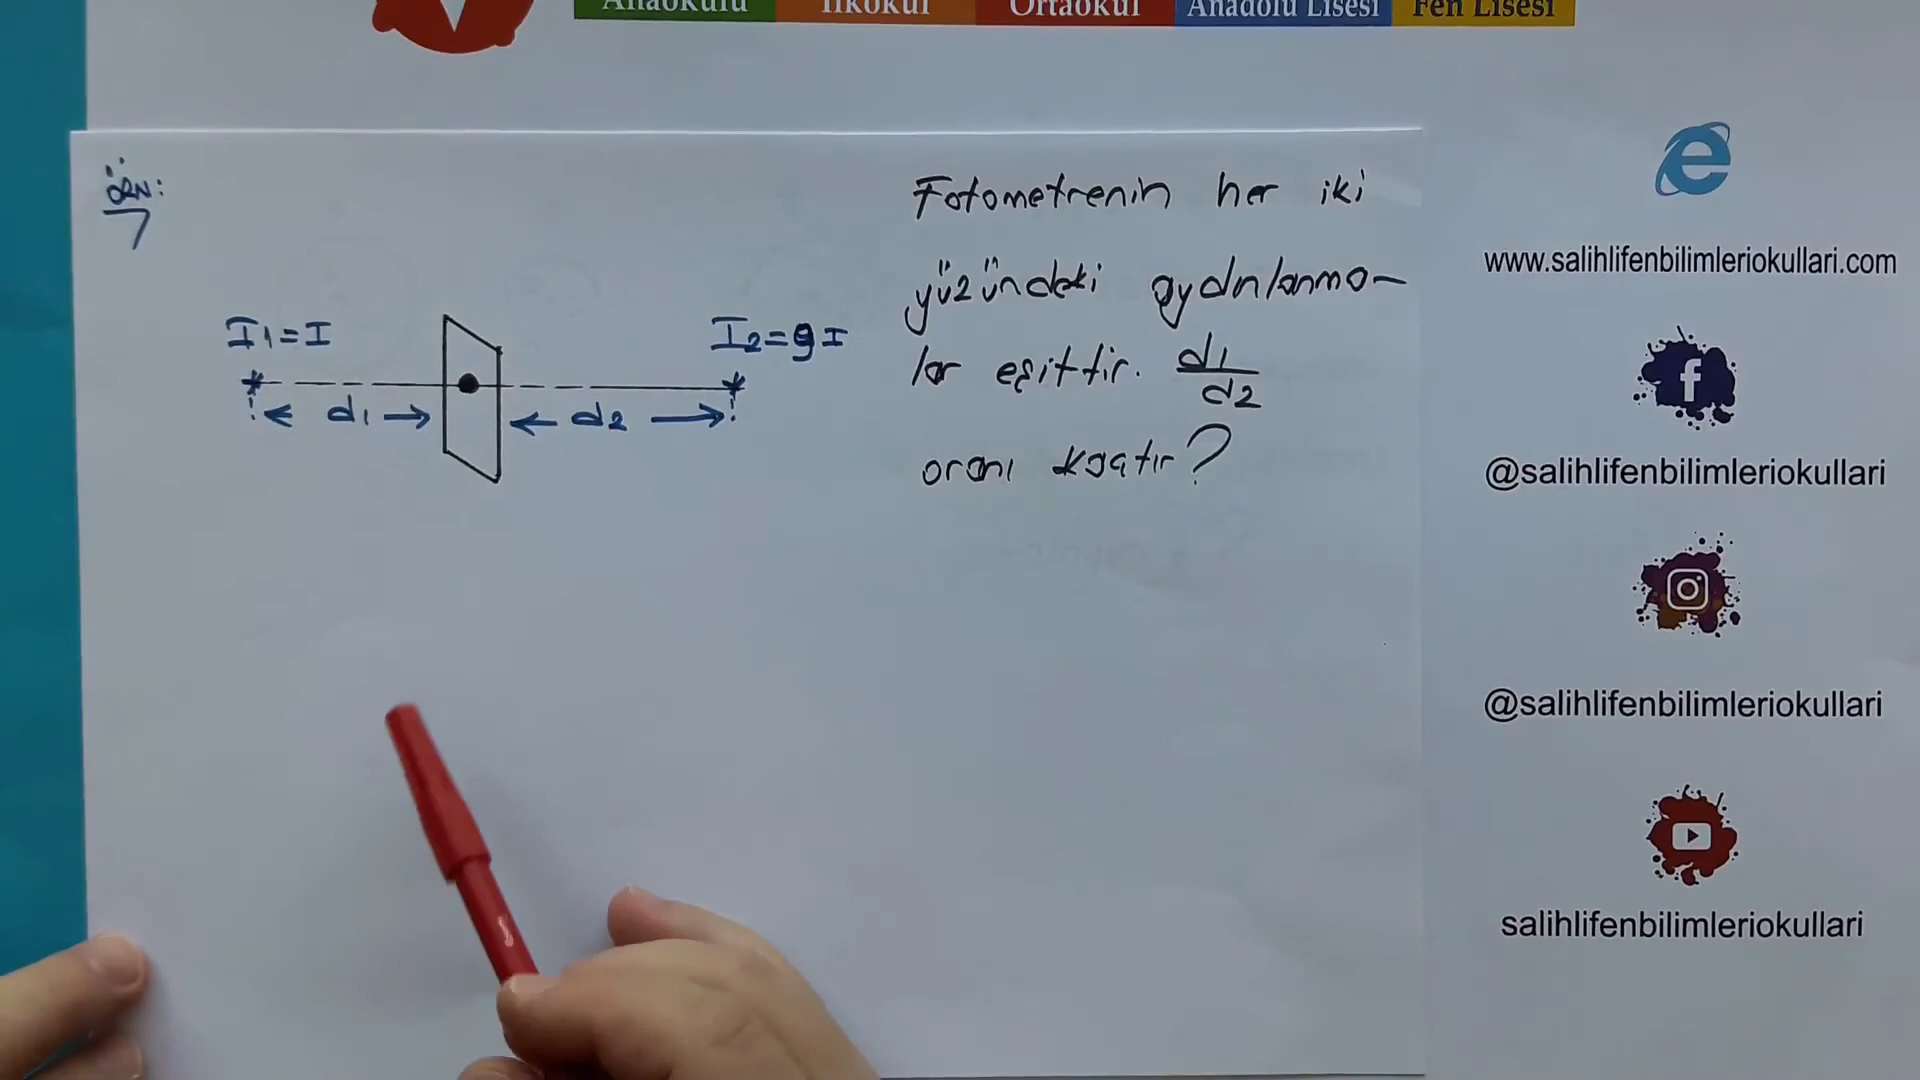 Anaokulu İlkokul Ortaokul Anadolu Lisesi Fen Lisesi
ÖRN:
7
I1=I
I2=9I
d1
d2
Fotometrenin her iki
yüzündeki aydınlanma-
lar eşittir. d1/d2
oranı kaçtır?
www.salihlifenbilimleriokullari.com
@salihlifenbilimleriokullari
@salihlifenbilimleriokullari
salihlifenbilimleriokullari